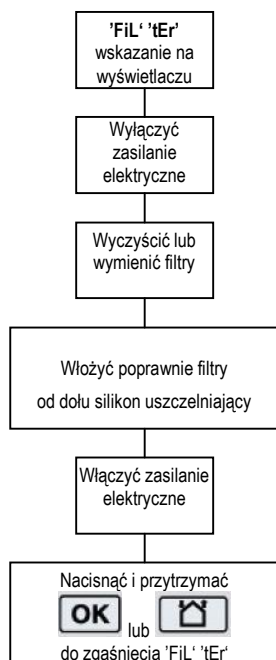 ’FiL‘ ’tEr’
wskazanie na
wyświetlaczu
Wyłączyć
zasilanie
elektryczne
Wyczyścić lub
wymienić filtry
Włożyć poprawnie filtry
od dołu silikon uszczelniający
Włączyć zasilanie
elektryczne
Nacisnąć i przytrzymać
OK lub
do zgaśnięcia ’FiL‘ ’tEr‘